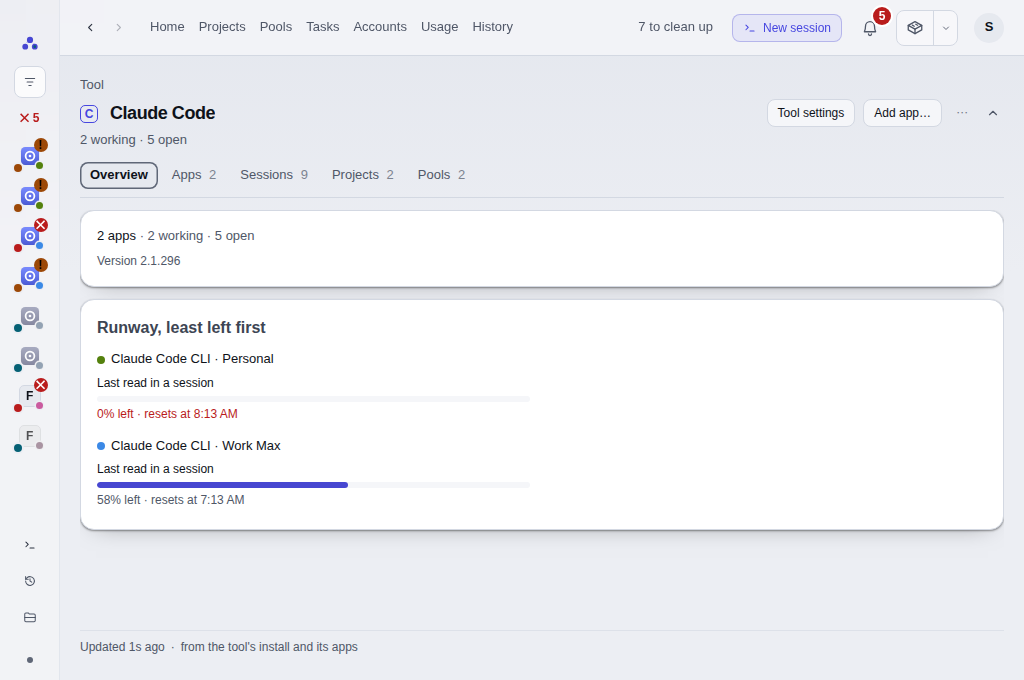 Home Projects Pools Tasks Accounts Usage History 7 to clean up New session 5 S
5
!
!
!
F
F
Tool
C Claude Code Tool settings Add app… ···
2 working · 5 open
Overview Apps 2 Sessions 9 Projects 2 Pools 2
2 apps · 2 working · 5 open
Version 2.1.296
Runway, least left first
Claude Code CLI · Personal
Last read in a session
0% left · resets at 8:13 AM
Claude Code CLI · Work Max
Last read in a session
58% left · resets at 7:13 AM
Updated 1s ago · from the tool's install and its apps